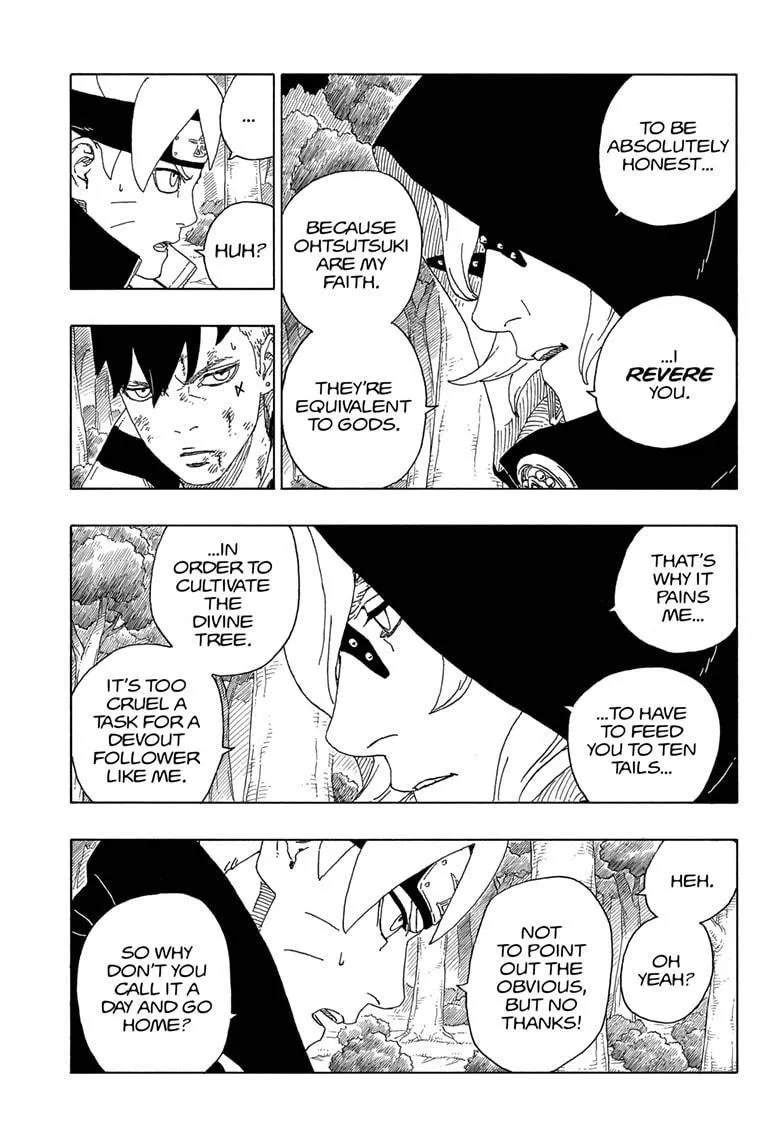 TO BE
ABSOLUTELY
HONEST...
...I
REVERE
YOU.
BECAUSE
OHTSUTSUKI
ARE MY
FAITH.
THEY'RE
EQUIVALENT
TO GODS.
...
HUH?
THAT'S
WHY IT
PAINS
ME...
...TO HAVE
TO FEED
YOU TO TEN
TAILS...
...IN
ORDER TO
CULTIVATE
THE
DIVINE
TREE.
IT'S TOO
CRUEL A
TASK FOR A
DEVOUT
FOLLOWER
LIKE ME.
HEH.
OH
YEAH?
NOT
TO POINT
OUT THE
OBVIOUS,
BUT NO
THANKS!
SO WHY
DON'T YOU
CALL IT A
DAY AND GO
HOME?